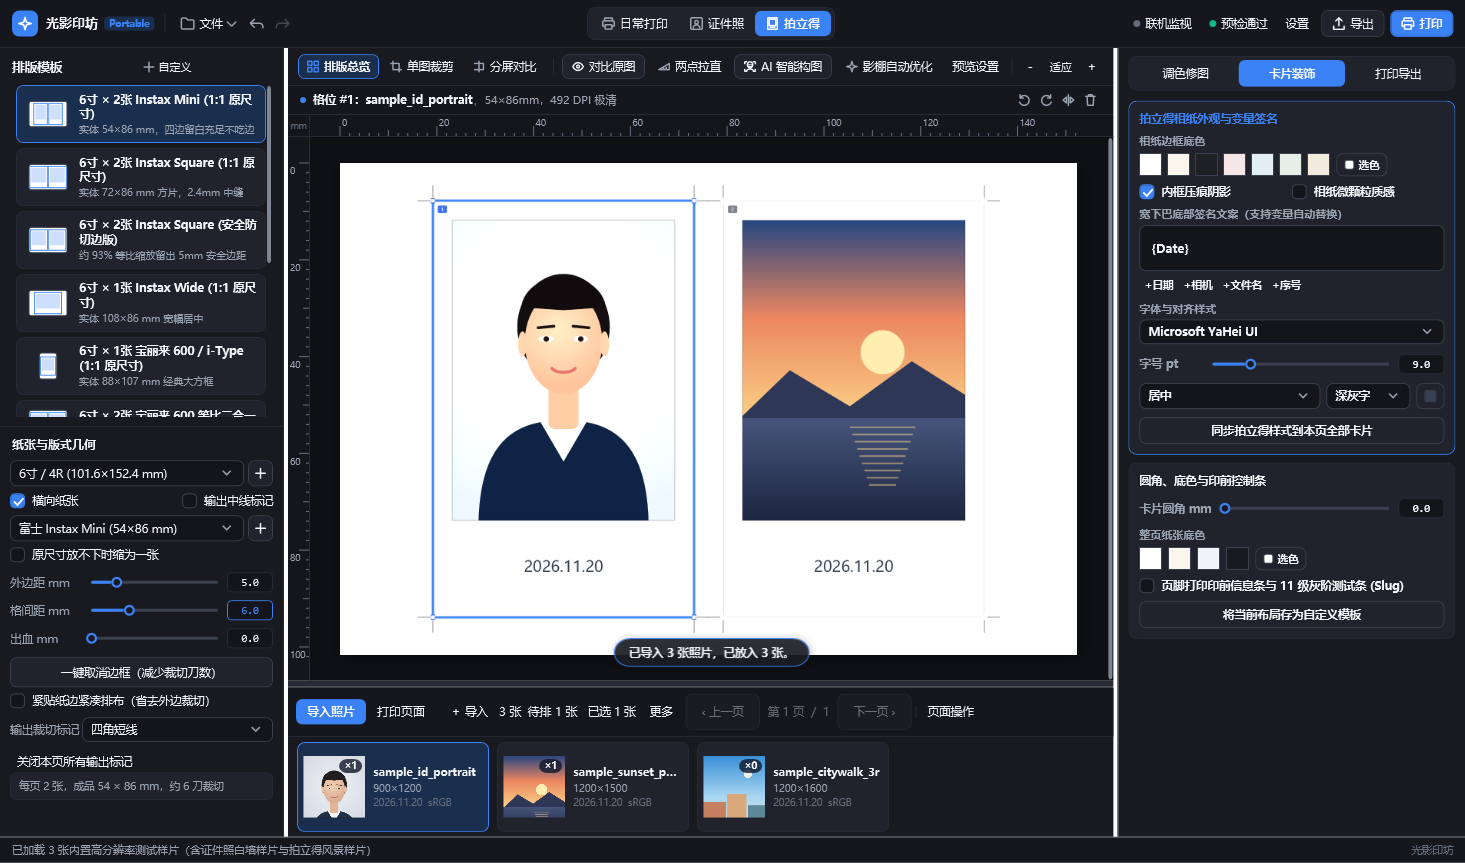 光影印坊 Portable 文件
日常打印 证件照 拍立得
联机监视 预检通过 设置 导出 打印
排版模板 自定义
6寸 × 2张 Instax Mini (1:1 原尺
寸)
实体 54×86 mm，四边留白充足不吃边
6寸 × 2张 Instax Square (1:1 原
尺寸)
实体 72×86 mm 方片，2.4mm 中缝
6寸 × 2张 Instax Square (安全防
切边版)
约 93% 等比缩放留出 5mm 安全边距
6寸 × 1张 Instax Wide (1:1 原尺
寸)
实体 108×86 mm 宽幅居中
6寸 × 1张 宝丽来 600 / i-Type
(1:1 原尺寸)
实体 88×107 mm 经典大方框
6寸 × 2张 宝丽来 600 等比二合一
纸张与版式几何
6寸 / 4R (101.6×152.4 mm)
横向纸张 输出中线标记
富士 Instax Mini (54×86 mm)
原尺寸放不下时缩为一张
外边距 mm 5.0
格间距 mm 6.0
出血 mm 0.0
一键取消边框（减少裁切刀数）
紧贴纸边紧凑排布（省去外边裁切）
输出裁切标记 四角短线
关闭本页所有输出标记
每页 2 张，成品 54 × 86 mm，约 6 刀裁切
排版总览 单图裁剪 分屏对比 对比原图 两点拉直 AI 智能构图 影棚自动优化 预览设置 - 适应 +
格位 #1：sample_id_portrait，54×86mm，492 DPI 极清
mm 0 20 40 60 80 100 120 140
0
20
40
60
80
100
1
2
2026.11.20
2026.11.20
已导入 3 张照片，已放入 3 张。
导入照片 打印页面 + 导入 3 张 待排 1 张 已选 1 张 更多 ‹ 上一页 第 1 页 / 1 下一页 › 页面操作
×1
sample_id_portrait
900×1200
2026.11.20 sRGB
×1
sample_sunset_p...
1200×1500
2026.11.20 sRGB
×0
sample_citywalk_3r
1200×1600
2026.11.20 sRGB
调色修图 卡片装饰 打印导出
拍立得相纸外观与变量签名
相纸边框底色
选色
内框压痕阴影 相纸微颗粒质感
宽下巴底部签名文案（支持变量自动替换）
{Date}
+日期 +相机 +文件名 +序号
字体与对齐样式
Microsoft YaHei UI
字号 pt 9.0
居中 深灰字
同步拍立得样式到本页全部卡片
圆角、底色与印前控制条
卡片圆角 mm 0.0
整页纸张底色
选色
页脚打印印前信息条与 11 级灰阶测试条 (Slug)
将当前布局存为自定义模板
已加载 3 张内置高分辨率测试样片（含证件照白墙样片与拍立得风景样片）
光影印坊